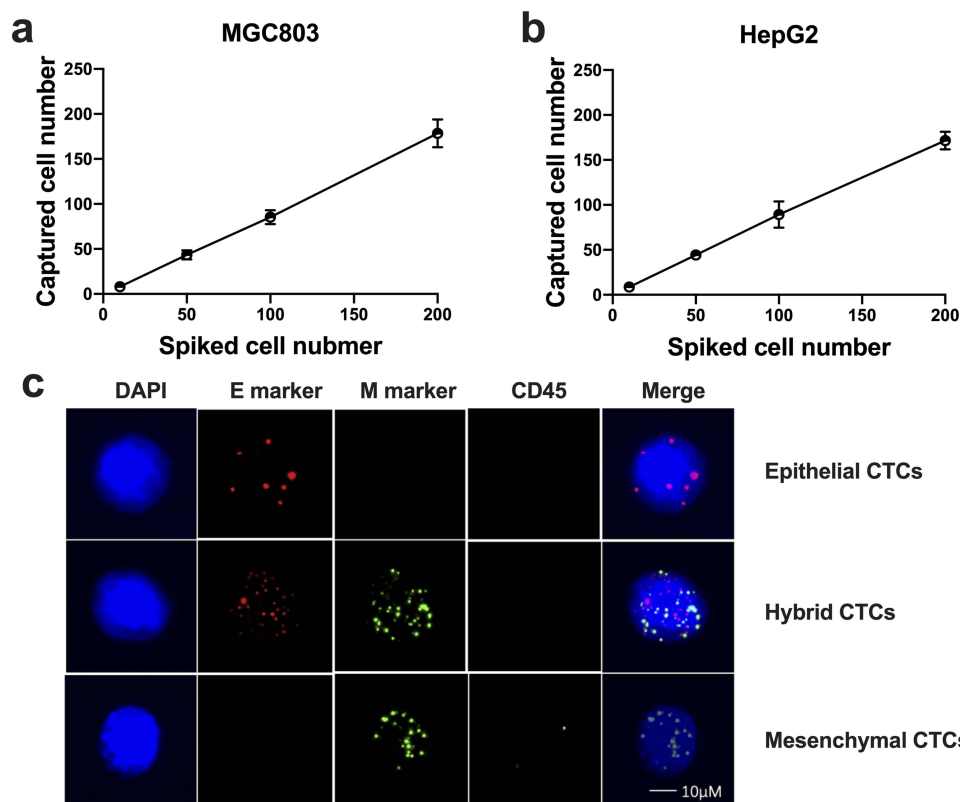 a
MGC803
250
200
150
100
50
0
0 50 100 150 200
Captured cell number
Spiked cell nubmer
b
HepG2
250
200
150
100
50
0
0 50 100 150 200
Captured cell number
Spiked cell number
c
DAPI E marker M marker CD45 Merge
Epithelial CTCs
Hybrid CTCs
Mesenchymal CTCs
10μM